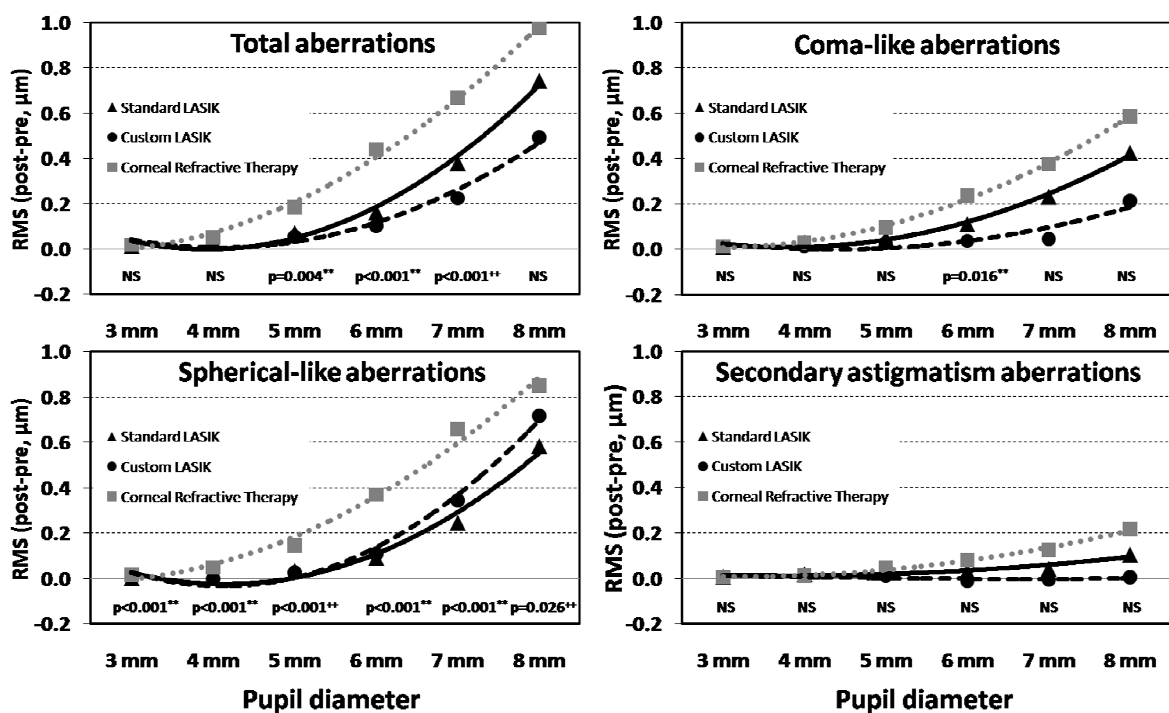 Total aberrations
RMS (post-pre, µm)
1.0
0.8
0.6
0.4
0.2
0.0
−0.2
Standard LASIK
Custom LASIK
Corneal Refractive Therapy
NS NS p=0.004** p<0.001** p<0.001++ NS
3 mm 4 mm 5 mm 6 mm 7 mm 8 mm
Coma-like aberrations
RMS (post-pre, µm)
1.0
0.8
0.6
0.4
0.2
0.0
−0.2
Standard LASIK
Custom LASIK
Corneal Refractive Therapy
NS NS NS p=0.016** NS NS
3 mm 4 mm 5 mm 6 mm 7 mm 8 mm
Spherical-like aberrations
RMS (post-pre, µm)
1.0
0.8
0.6
0.4
0.2
0.0
−0.2
Standard LASIK
Custom LASIK
Corneal Refractive Therapy
p<0.001** p<0.001** p<0.001++ p<0.001** p<0.001** p=0.026++
3 mm 4 mm 5 mm 6 mm 7 mm 8 mm
Pupil diameter
Secondary astigmatism aberrations
RMS (post-pre, µm)
1.0
0.8
0.6
0.4
0.2
0.0
−0.2
Standard LASIK
Custom LASIK
Corneal Refractive Therapy
NS NS NS NS NS NS
3 mm 4 mm 5 mm 6 mm 7 mm 8 mm
Pupil diameter